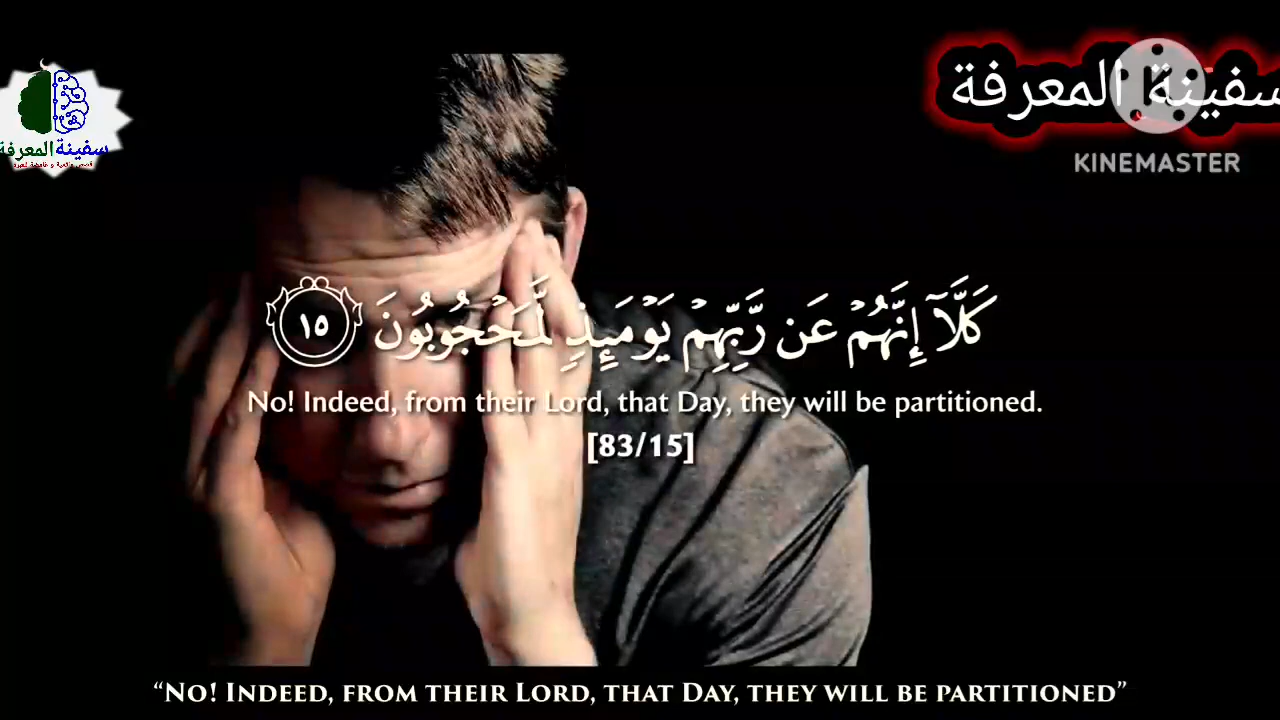 سفينة المعرفة
KINEMASTER
سفينة المعرفة
كَلَّآ إِنَّهُمۡ عَن رَّبِّهِمۡ يَوۡمَئِذٖ لَّمَحۡجُوبُونَ ١٥
No! Indeed, from their Lord, that Day, they will be partitioned.
[83/15]
“NO! INDEED, FROM THEIR LORD, THAT DAY, THEY WILL BE PARTITIONED”